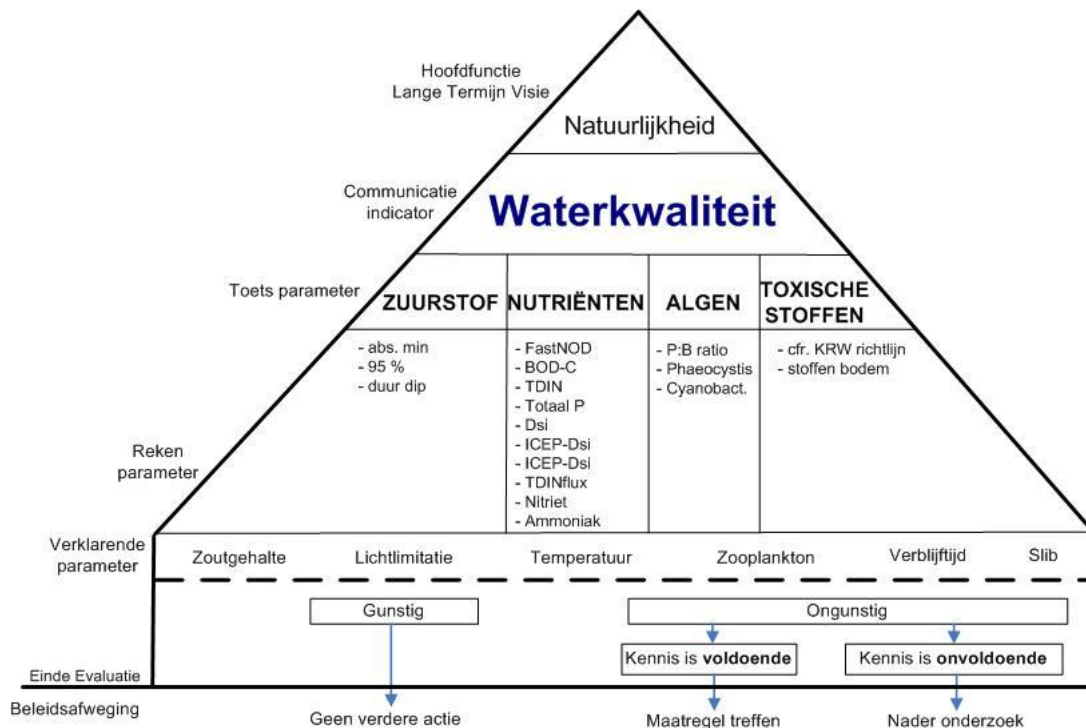 Hoofdfunctie
Lange Termijn Visie
Natuurlijkheid
Communicatie
indicator
Waterkwaliteit
Toets parameter
ZUURSTOF
NUTRIËNTEN
ALGEN
TOXISCHE
STOFFEN
Reken
parameter
- abs. min
- 95 %
- duur dip
- FastNOD
- BOD-C
- TDIN
- Totaal P
- Dsi
- ICEP-Dsi
- ICEP-Dsi
- TDINflux
- Nitriet
- Ammoniak
- P:B ratio
- Phaeocystis
- Cyanobact.
- cfr. KRW richtlijn
- stoffen bodem
Verklarende
parameter
Zoutgehalte
Lichtlimitatie
Temperatuur
Zooplankton
Verblijftijd
Slib
Gunstig
Ongunstig
Kennis is voldoende
Kennis is onvoldoende
Einde Evaluatie
Beleidsafweging
Geen verdere actie
Maatregel treffen
Nader onderzoek